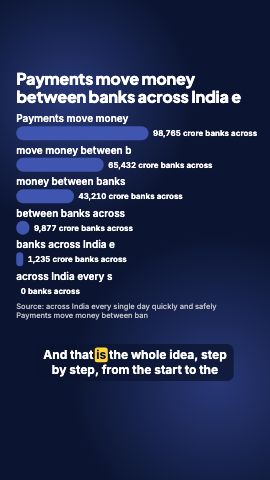 Payments move money
between banks across India e
Payments move money
98,765 crore banks across
move money between b
65,432 crore banks across
money between banks
43,210 crore banks across
between banks across
9,877 crore banks across
banks across India e
1,235 crore banks across
across India every s
0 banks across
Source: across India every single day quickly and safely
Payments move money between ban
And that is the whole idea, step
by step, from the start to the